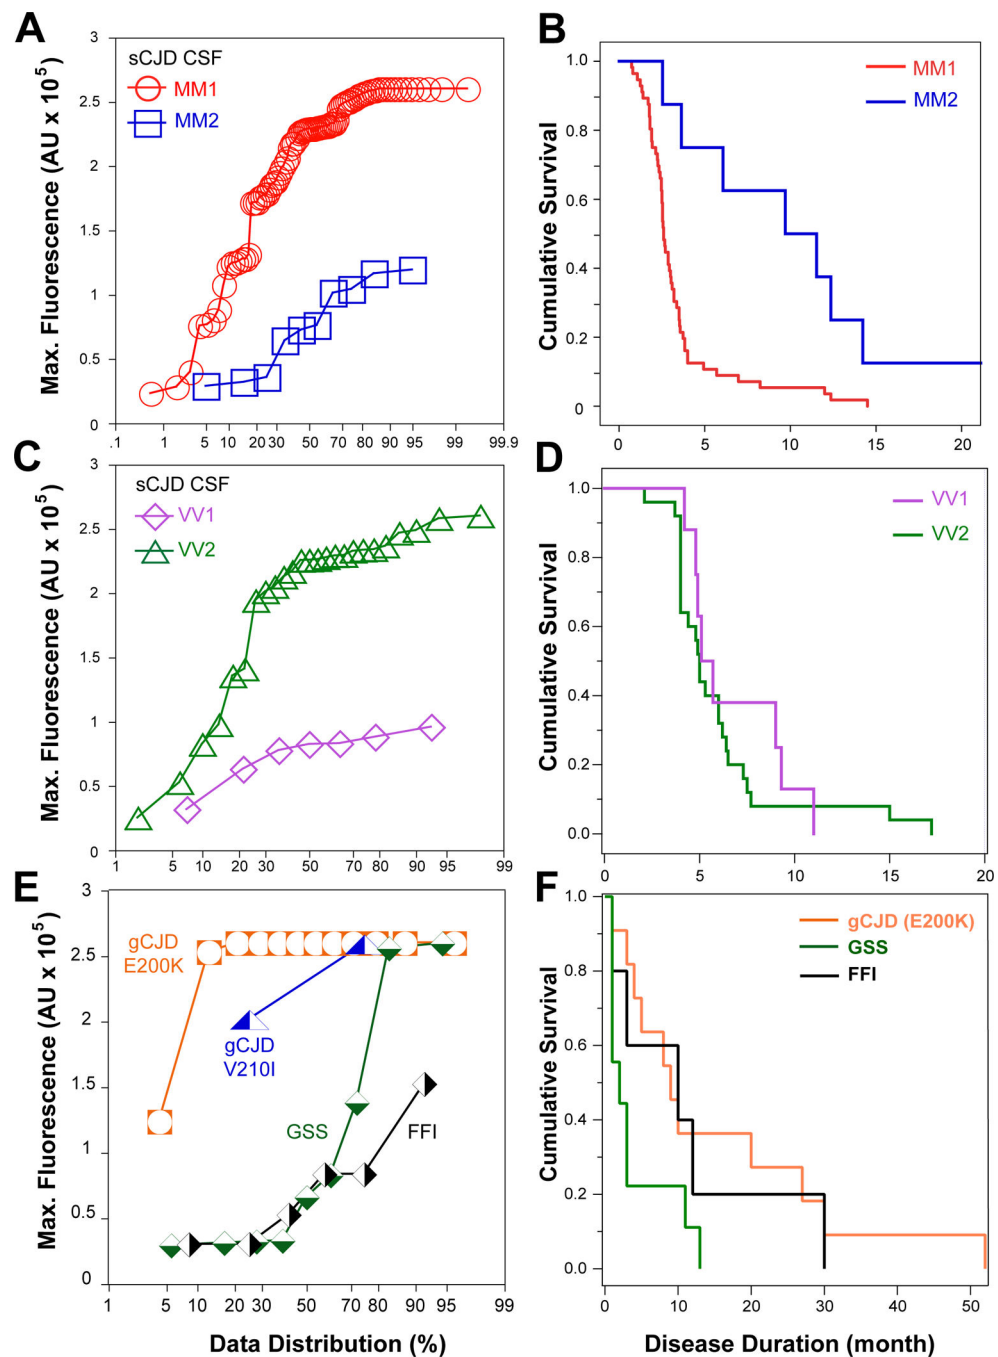 A
Max. Fluorescence (AU x 10^5)
3
2.5
2
1.5
1
0.5
0
sCJD CSF
MM1
MM2
.1 1 5 10 20 30 50 70 80 90 95 99 99.9
B
Cumulative Survival
1.0
0.8
0.6
0.4
0.2
0
MM1
MM2
0 5 10 15 20
C
Max. Fluorescence (AU x 10^5)
3
2.5
2
1.5
1
0.5
0
sCJD CSF
VV1
VV2
1 5 10 20 30 50 70 80 90 95 99
D
Cumulative Survival
1.0
0.8
0.6
0.4
0.2
0.0
VV1
VV2
0 5 10 15 20
E
Max. Fluorescence (AU x 10^5)
3
2.5
2
1.5
1
0.5
0
gCJD
E200K
gCJD
V210I
GSS
FFI
1 5 10 20 30 50 70 80 90 95 99
Data Distribution (%)
F
Cumulative Survival
1.0
0.8
0.6
0.4
0.2
0.0
gCJD (E200K)
GSS
FFI
0 10 20 30 40 50
Disease Duration (month)